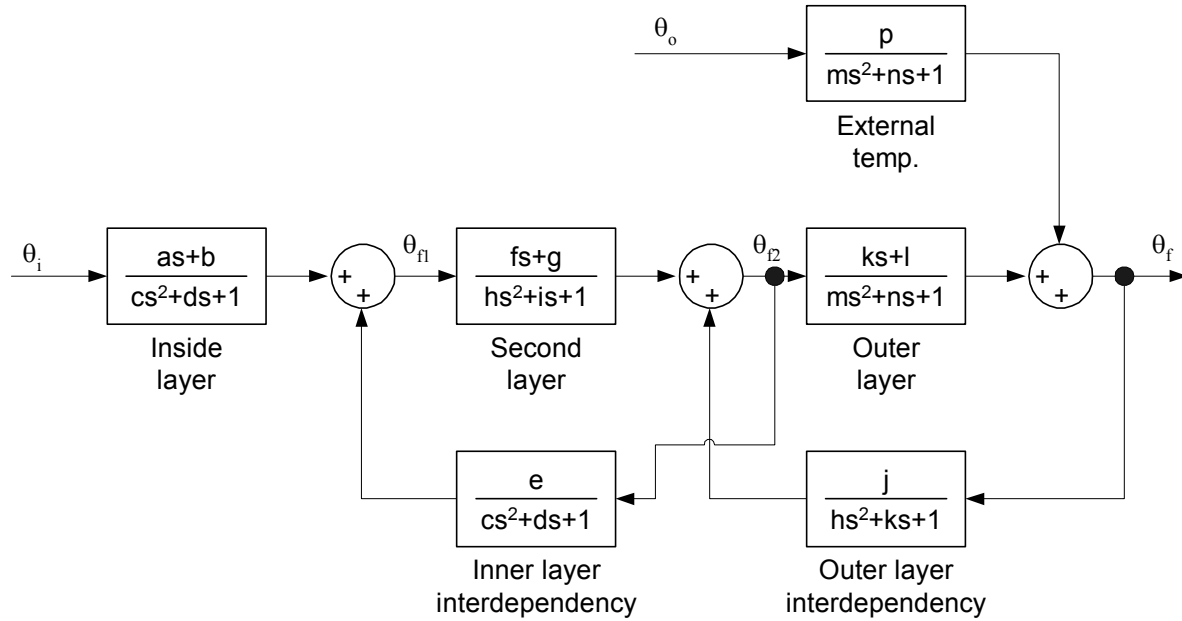 θo
p
ms²+ns+1
External
temp.
θi
as+b
cs²+ds+1
Inside
layer
+
+
θf1
fs+g
hs²+is+1
Second
layer
+
+
θf2
ks+l
ms²+ns+1
Outer
layer
+
+
θf
e
cs²+ds+1
Inner layer
interdependency
j
hs²+ks+1
Outer layer
interdependency